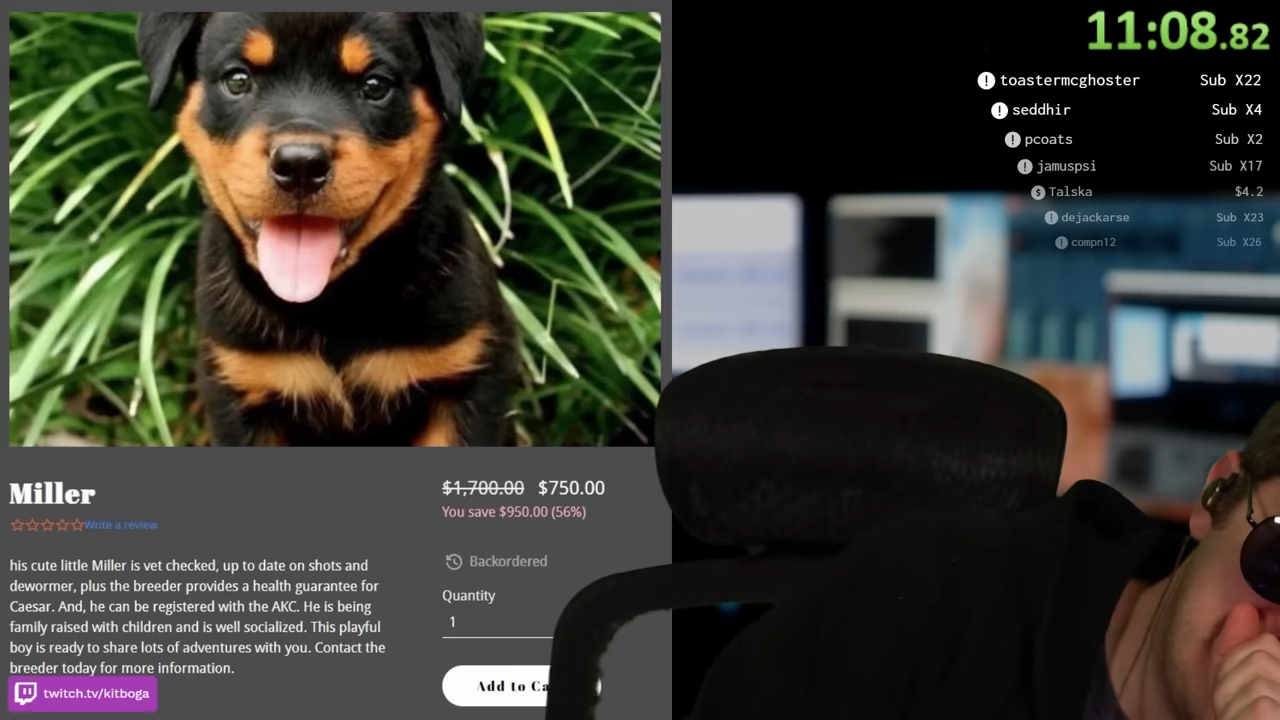 11:08.82
toastermcghoster Sub X22
seddhir Sub X4
pcoats Sub X2
jamuspsi Sub X17
Talska $4.2
dejackarse Sub X23
compn12 Sub X26
Miller
Write a review
his cute little Miller is vet checked, up to date on shots and
dewormer, plus the breeder provides a health guarantee for
Caesar. And, he can be registered with the AKC. He is being
family raised with children and is well socialized. This playful
boy is ready to share lots of adventures with you. Contact the
breeder today for more information.
twitch.tv/kitboga
$1,700.00 $750.00
You save $950.00 (56%)
Backordered
Quantity
1
Add to Ca